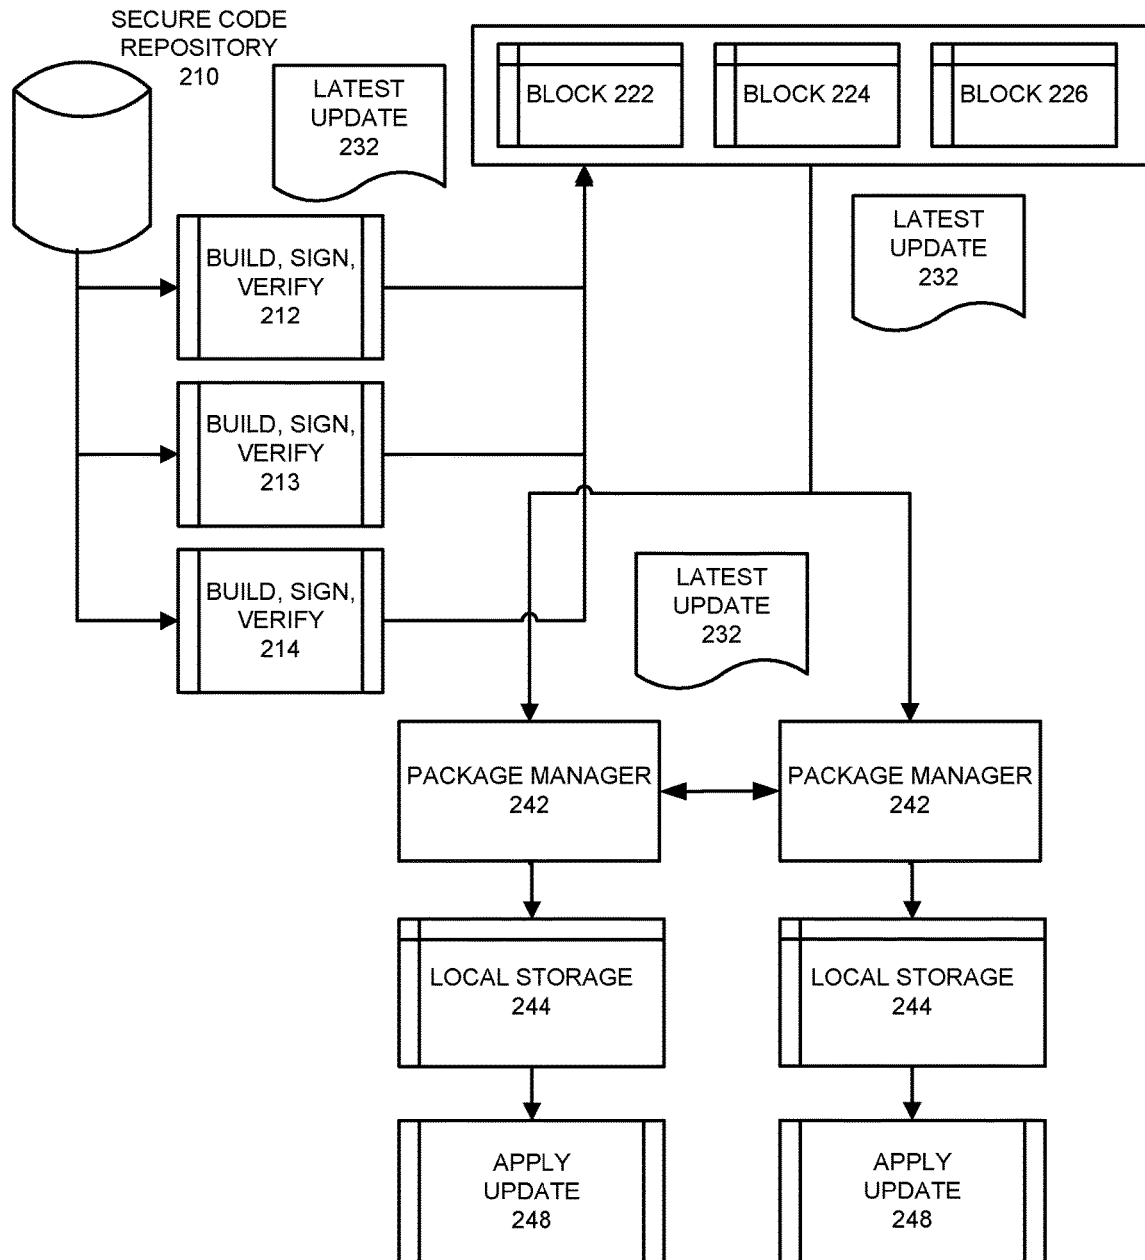 SECURE CODE
REPOSITORY
210
LATEST
UPDATE
232
BLOCK 222
BLOCK 224
BLOCK 226
LATEST
UPDATE
232
BUILD, SIGN,
VERIFY
212
BUILD, SIGN,
VERIFY
213
BUILD, SIGN,
VERIFY
214
LATEST
UPDATE
232
PACKAGE MANAGER
242
PACKAGE MANAGER
242
LOCAL STORAGE
244
LOCAL STORAGE
244
APPLY
UPDATE
248
APPLY
UPDATE
248